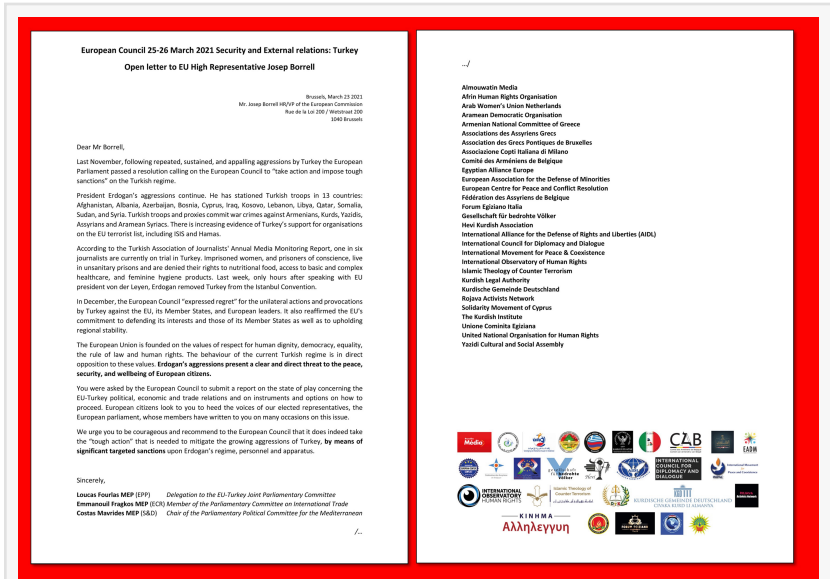 European Council 25-26 March 2021 Security and External relations: Turkey
Open letter to EU High Representative Josep Borrell
Brussels, March 23 2021
Mr. Josep Borrell HR/VP of the European Commission
Rue de la Loi 200 / Wetstraat 200
1040 Brussels
Dear Mr Borrell,
Last November, following repeated, sustained, and appalling aggressions by Turkey the European
Parliament passed a resolution calling on the European Council to “take action and impose tough
sanctions” on the Turkish regime.
President Erdogan’s aggressions continue. He has stationed Turkish troops in 13 countries:
Afghanistan, Albania, Azerbaijan, Bosnia, Cyprus, Iraq, Kosovo, Lebanon, Libya, Qatar, Somalia,
Sudan, and Syria. Turkish troops and proxies commit war crimes against Armenians, Kurds, Yazidis,
Assyrians and Aramean Syriacs. There is increasing evidence of Turkey’s support for organisations
on the EU terrorist list, including ISIS and Hamas.
According to the Turkish Association of Journalists’ Annual Media Monitoring Report, one in six
journalists are currently on trial in Turkey. Imprisoned women, and prisoners of conscience, live
in unsanitary prisons and are denied their rights to nutritional food, access to basic and complex
healthcare, and feminine hygiene products. Last week, only hours after speaking with EU
president von der Leyen, Erdogan removed Turkey from the Istanbul Convention.
In December, the European Council “expressed regret” for the unilateral actions and provocations
by Turkey against the EU, its Member States, and European leaders. It also reaffirmed the EU’s
commitment to defending its interests and those of its Member States as well as to upholding
regional stability.
The European Union is founded on the values of respect for human dignity, democracy, equality,
the rule of law and human rights. The behaviour of the current Turkish regime is in direct
opposition to these values. Erdogan’s aggressions present a clear and direct threat to the peace,
security, and wellbeing of European citizens.
You were asked by the European Council to submit a report on the state of play concerning the
EU-Turkey political, economic and trade relations and on instruments and options on how to
proceed. European citizens look to you to heed the voices of our elected representatives, the
European parliament, whose members have written to you on many occasions on this issue.
We urge you to be courageous and recommend to the European Council that it does indeed take
the “tough action” that is needed to mitigate the growing aggressions of Turkey, by means of
significant targeted sanctions upon Erdogan’s regime, personnel and apparatus.
Sincerely,
Loucas Fourlas MEP (EPP) Delegation to the EU-Turkey Joint Parliamentary Committee
Emmanouil Fragkos MEP (ECR) Member of the Parliamentary Committee on International Trade
Costas Mavrides MEP (S&D) Chair of the Parliamentary Political Committee for the Mediterranean
/…
…/
Almouwatin Media
Afrin Human Rights Organisation
Arab Women’s Union Netherlands
Aramean Democratic Organisation
Armenian National Committee of Greece
Associations des Assyriens Grecs
Association des Grecs Pontiques de Bruxelles
Associazione Copti Italiana di Milano
Comité des Arméniens de Belgique
Egyptian Alliance Europe
European Association for the Defense of Minorities
European Centre for Peace and Conflict Resolution
Fédération des Assyriens de Belgique
Forum Egiziano Italia
Gesellschaft für bedrohte Völker
Hevi Kurdish Association
International Alliance for the Defense of Rights and Liberties (AIDL)
International Council for Diplomacy and Dialogue
International Movement for Peace & Coexistence
International Observatory of Human Rights
Islamic Theology of Counter Terrorism
Kurdish Legal Authority
Kurdische Gemeinde Deutschland
Rojava Activists Network
Solidarity Movement of Cyprus
The Kurdish Institute
Unione Cominita Egiziana
United National Organisation for Human Rights
Yazidi Cultural and Social Assembly
Media
EADM
für bedrohte
Völker
INTERNATIONAL
COUNCIL FOR
DIPLOMACY AND
DIALOGUE
International Movement
for
Peace and Coexistence
INTERNATIONAL
OBSERVATORY
HUMAN RIGHTS
Islamic Theology of
Counter Terrorism
KURDISCHE GEMEINDE DEUTSCHLAND
ΚΙΝΗΜΑ
Αλληλεγγυη